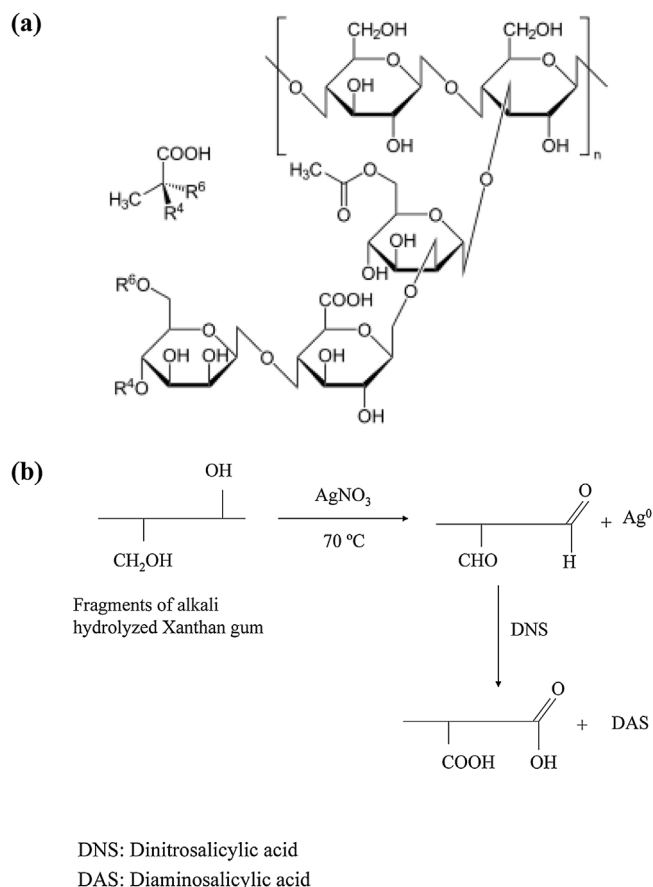 (a)
CH₂OH
CH₂OH
O
O
O
O
O
OH
OH
OH
OH
n
COOH
H₃C
R⁶
R⁴
H₃C
O
O
O
O
OH
OH
O
R⁶O
COOH
O
O
OH
OH
O
OH
R⁴O
OH
(b)
OH
AgNO₃
70 ºC
CH₂OH
O
CHO
H
+ Ag⁰
Fragments of alkali
hydrolyzed Xanthan gum
DNS
O
COOH
OH
+ DAS
DNS: Dinitrosalicylic acid
DAS: Diaminosalicylic acid